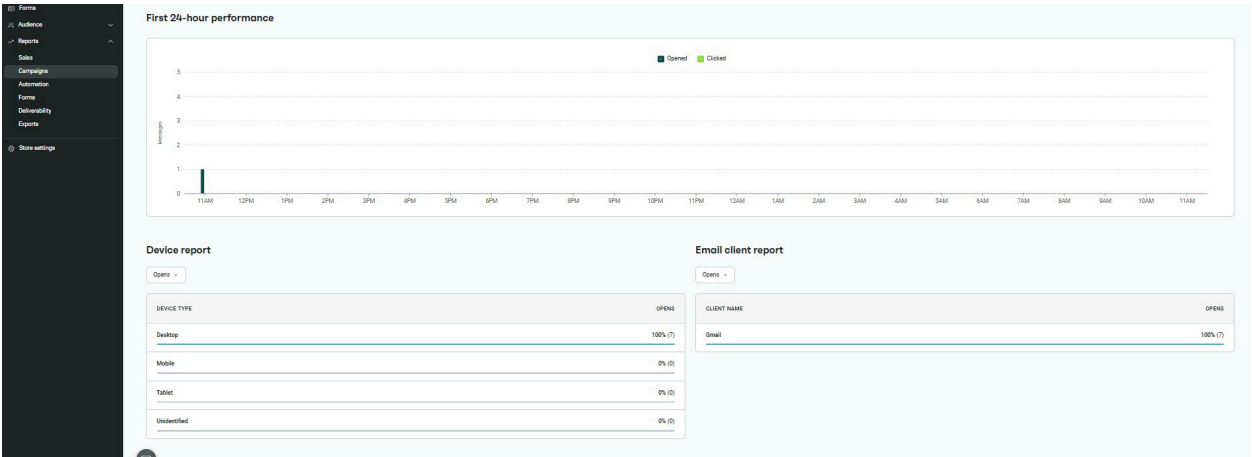 Forms
Audience
Reports
Sales
Campaigns
Automation
Forms
Deliverability
Exports
Store settings
First 24-hour performance
Opened Clicked
Messages
5
4
3
2
1
0
11AM 12PM 1PM 2PM 3PM 4PM 5PM 6PM 7PM 8PM 9PM 10PM 11PM 12AM 1AM 2AM 3AM 4AM 5AM 6AM 7AM 8AM 9AM 10AM 11AM
Device report
Opens
DEVICE TYPE OPENS
Desktop 100% (7)
Mobile 0% (0)
Tablet 0% (0)
Unidentified 0% (0)
Email client report
Opens
CLIENT NAME OPENS
Gmail 100% (7)